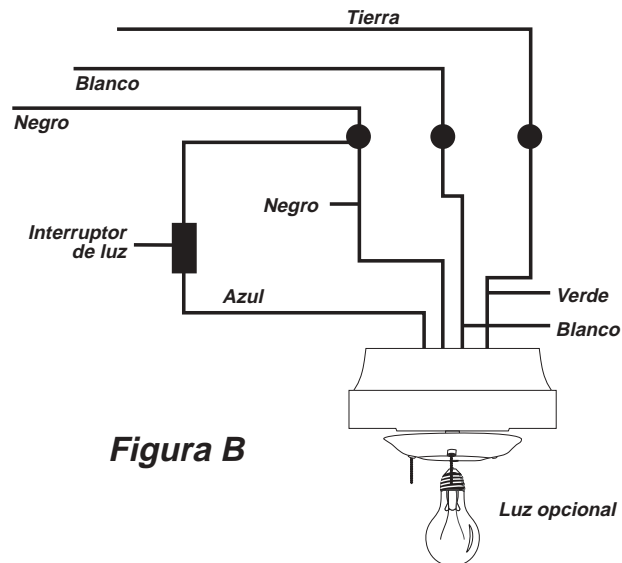 Tierra
Blanco
Negro
Negro
Interruptor
de luz
Azul
Verde
Blanco
Figura B
Luz opcional